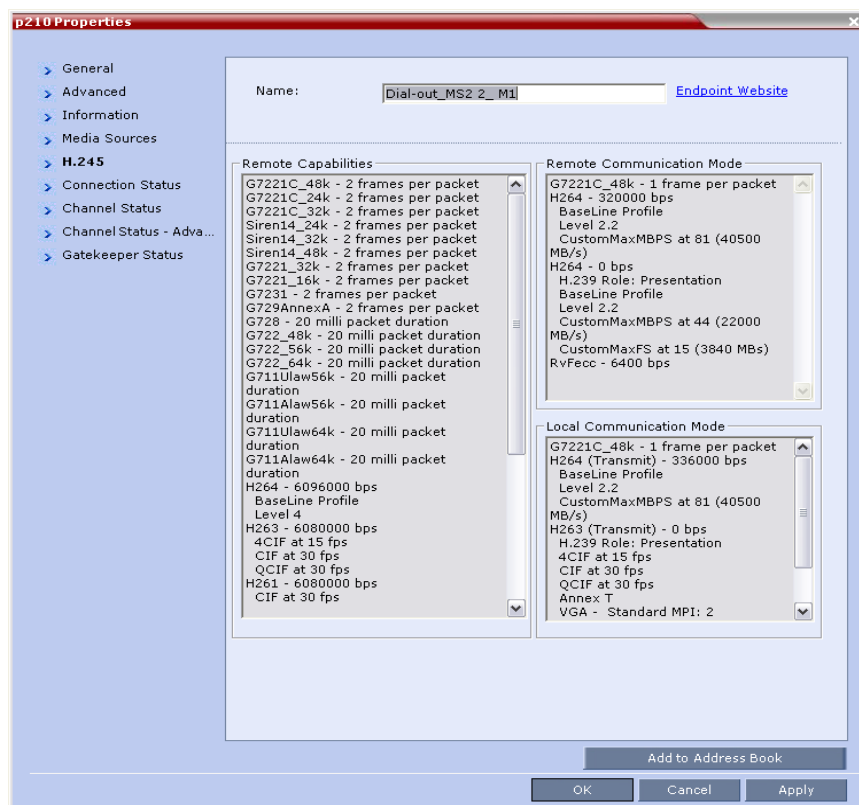 p210 Properties
General
Advanced
Information
Media Sources
H.245
Connection Status
Channel Status
Channel Status - Adva...
Gatekeeper Status
Name:
Dial-out_MS2 2_ M1
Endpoint Website
Remote Capabilities
G7221C_48k - 2 frames per packet
G7221C_24k - 2 frames per packet
G7221C_32k - 2 frames per packet
Siren14_24k - 2 frames per packet
Siren14_32k - 2 frames per packet
Siren14_48k - 2 frames per packet
G7221_32k - 2 frames per packet
G7221_16k - 2 frames per packet
G7231 - 2 frames per packet
G729AnnexA - 2 frames per packet
G728 - 20 milli packet duration
G722_48k - 20 milli packet duration
G722_56k - 20 milli packet duration
G722_64k - 20 milli packet duration
G711Ulaw56k - 20 milli packet
duration
G711Alaw56k - 20 milli packet
duration
G711Ulaw64k - 20 milli packet
duration
G711Alaw64k - 20 milli packet
duration
H264 - 6096000 bps
BaseLine Profile
Level 4
H263 - 6080000 bps
4CIF at 15 fps
CIF at 30 fps
QCIF at 30 fps
H261 - 6080000 bps
CIF at 30 fps
Remote Communication Mode
G7221C_48k - 1 frame per packet
H264 - 320000 bps
BaseLine Profile
Level 2.2
CustomMaxMBPS at 81 (40500
MB/s)
H264 - 0 bps
H.239 Role: Presentation
BaseLine Profile
Level 2.2
CustomMaxMBPS at 44 (22000
MB/s)
CustomMaxFS at 15 (3840 MBs)
RvFecc - 6400 bps
Local Communication Mode
G7221C_48k - 1 frame per packet
H264 (Transmit) - 336000 bps
BaseLine Profile
Level 2.2
CustomMaxMBPS at 81 (40500
MB/s)
H263 (Transmit) - 0 bps
H.239 Role: Presentation
4CIF at 15 fps
CIF at 30 fps
QCIF at 30 fps
Annex T
VGA - Standard MPI: 2
Add to Address Book
OK
Cancel
Apply